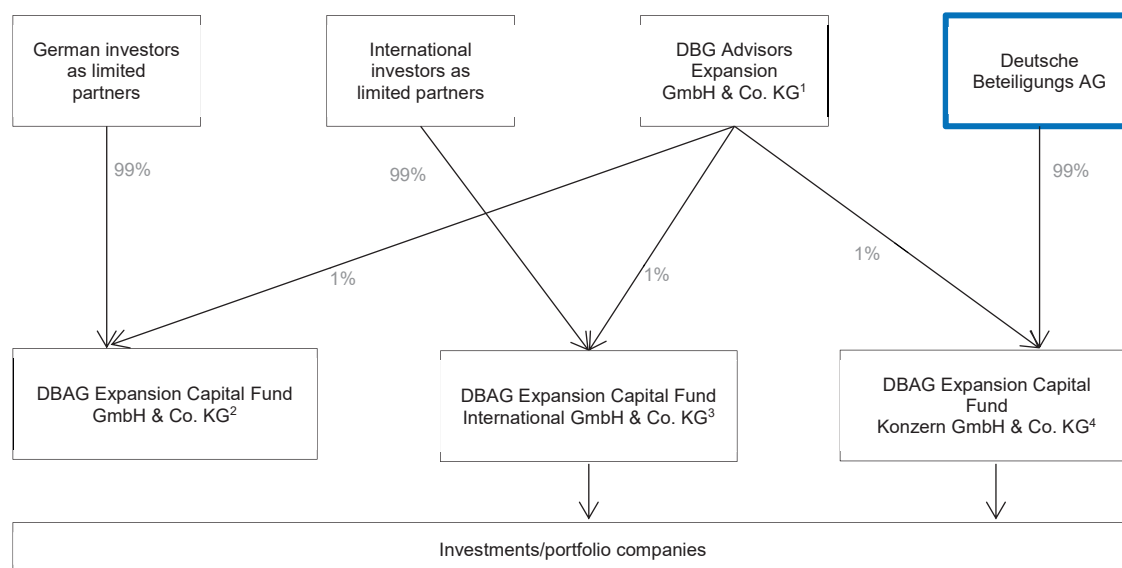 German investors
as limited
partners
International
investors as
limited partners
DBG Advisors
Expansion
GmbH & Co. KG1
Deutsche
Beteiligungs AG
99%
99%
99%
1%
1%
1%
DBAG Expansion Capital Fund
GmbH & Co. KG2
DBAG Expansion Capital Fund
International GmbH & Co. KG3
DBAG Expansion Capital
Fund
Konzern GmbH & Co. KG4
Investments/portfolio companies